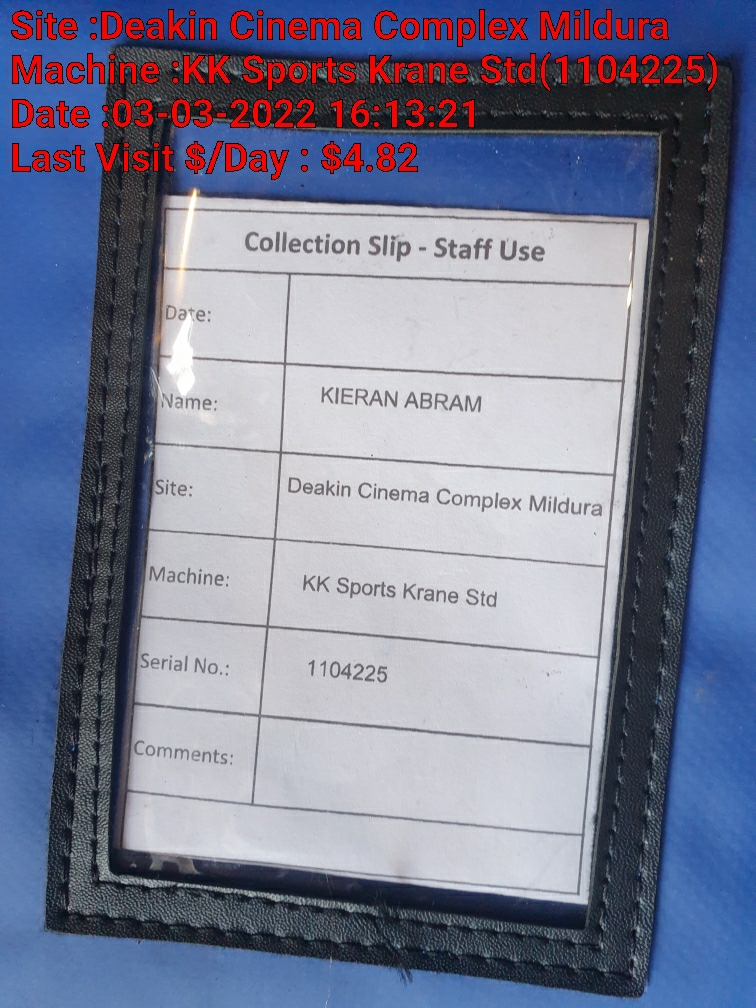 Site :Deakin Cinema Complex Mildura
Machine :KK Sports Krane Std(1104225)
Date :03-03-2022 16:13:21
Last Visit $/Day : $4.82
Collection Slip - Staff Use
Date:
Name: KIERAN ABRAM
Site: Deakin Cinema Complex Mildura
Machine: KK Sports Krane Std
Serial No.: 1104225
Comments: